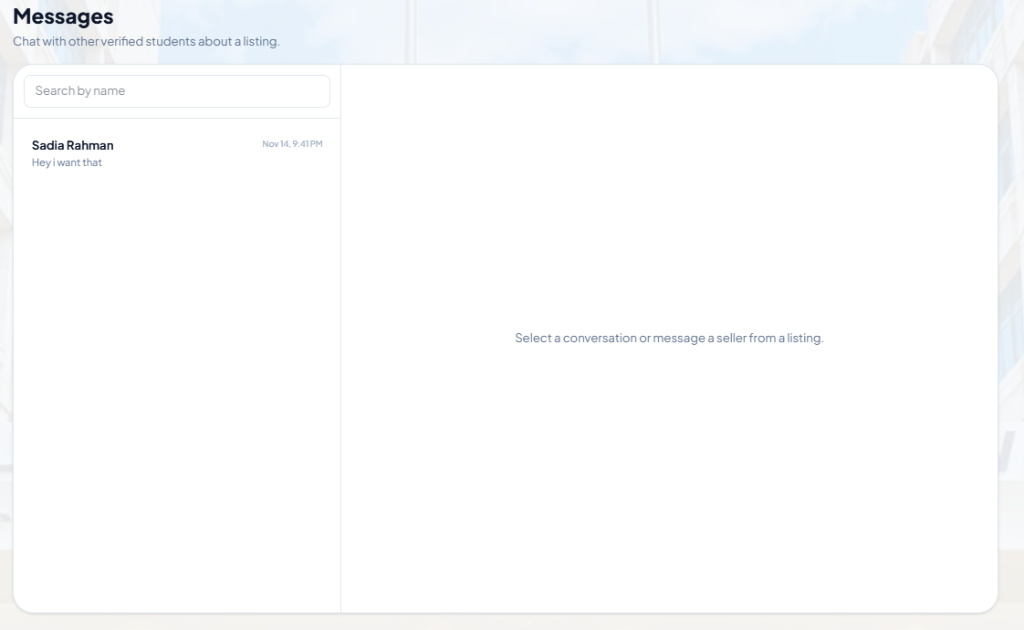 Messages
Chat with other verified students about a listing.
Search by name
Sadia Rahman
Nov 14, 9:41 PM
Hey i want that
Select a conversation or message a seller from a listing.